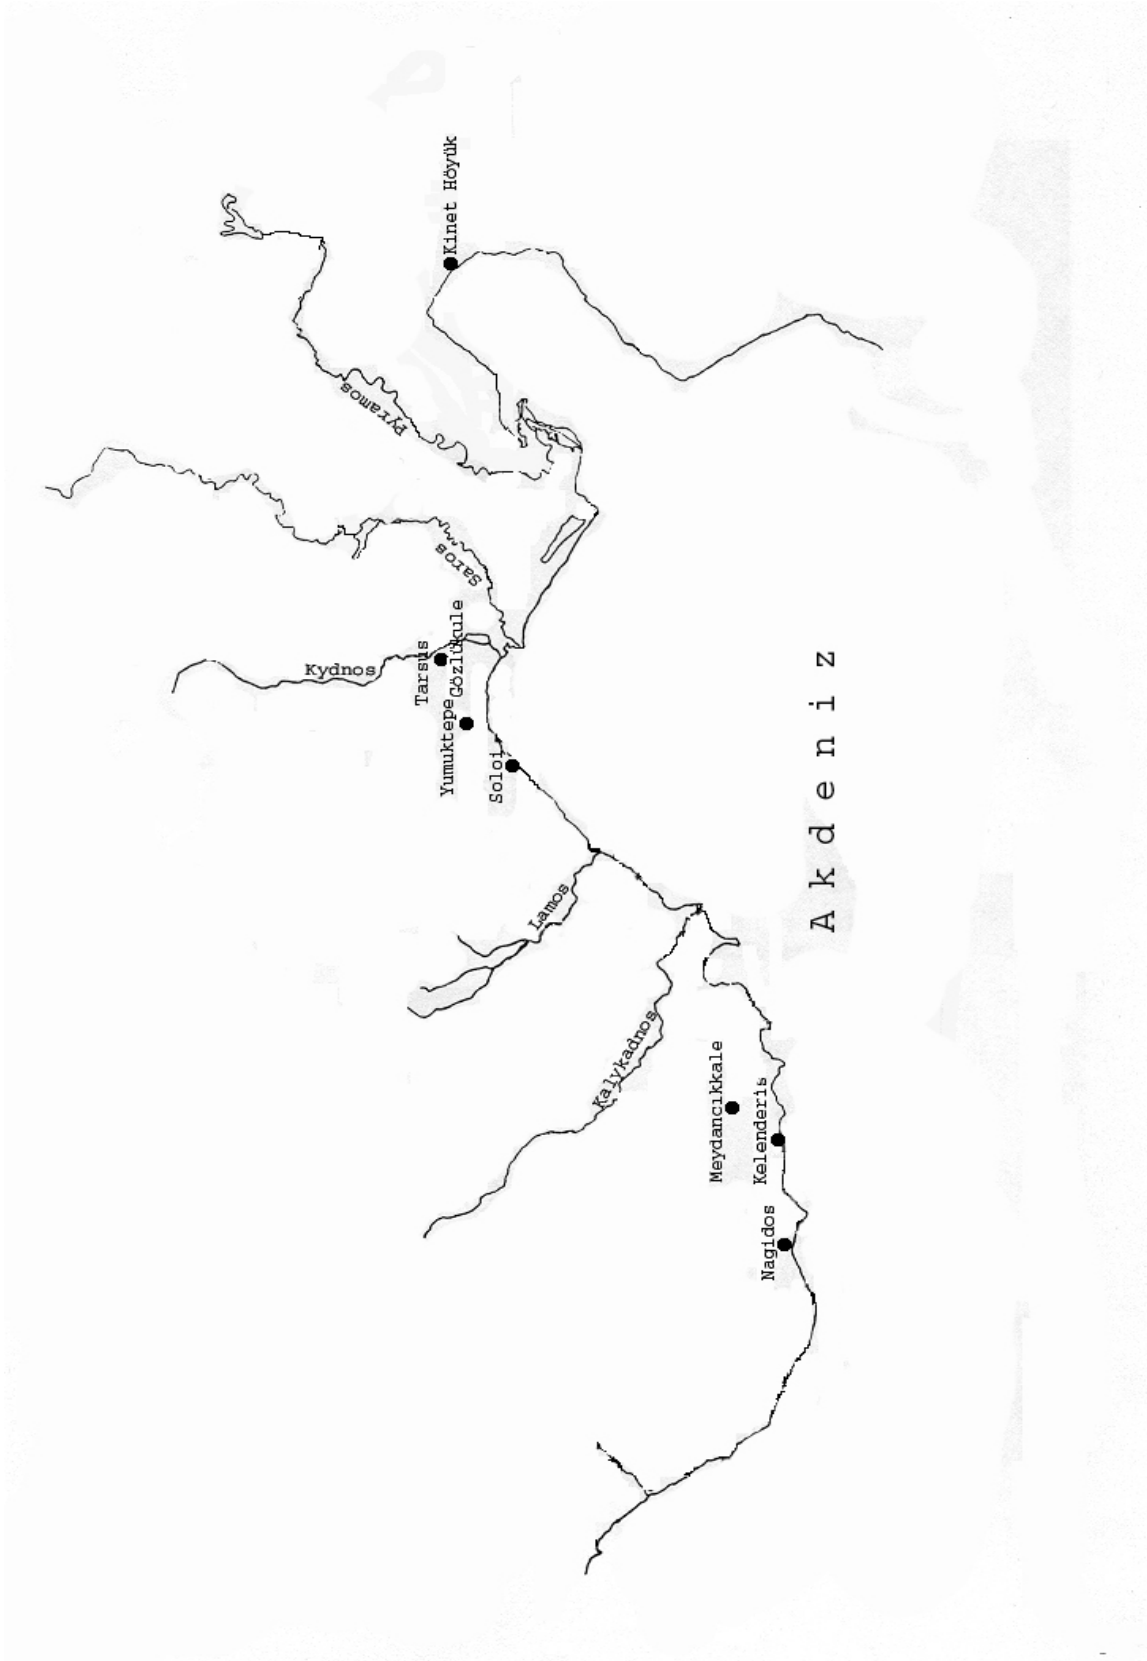 Kinet Höyük
Pyramos
Saros
Kydnos
Tarsus
Gözlükule
Yumuktepe
Soloi
Lamos
Kalykadnos
Meydancıkkale
Kelenderis
Nagidos
Akdeniz